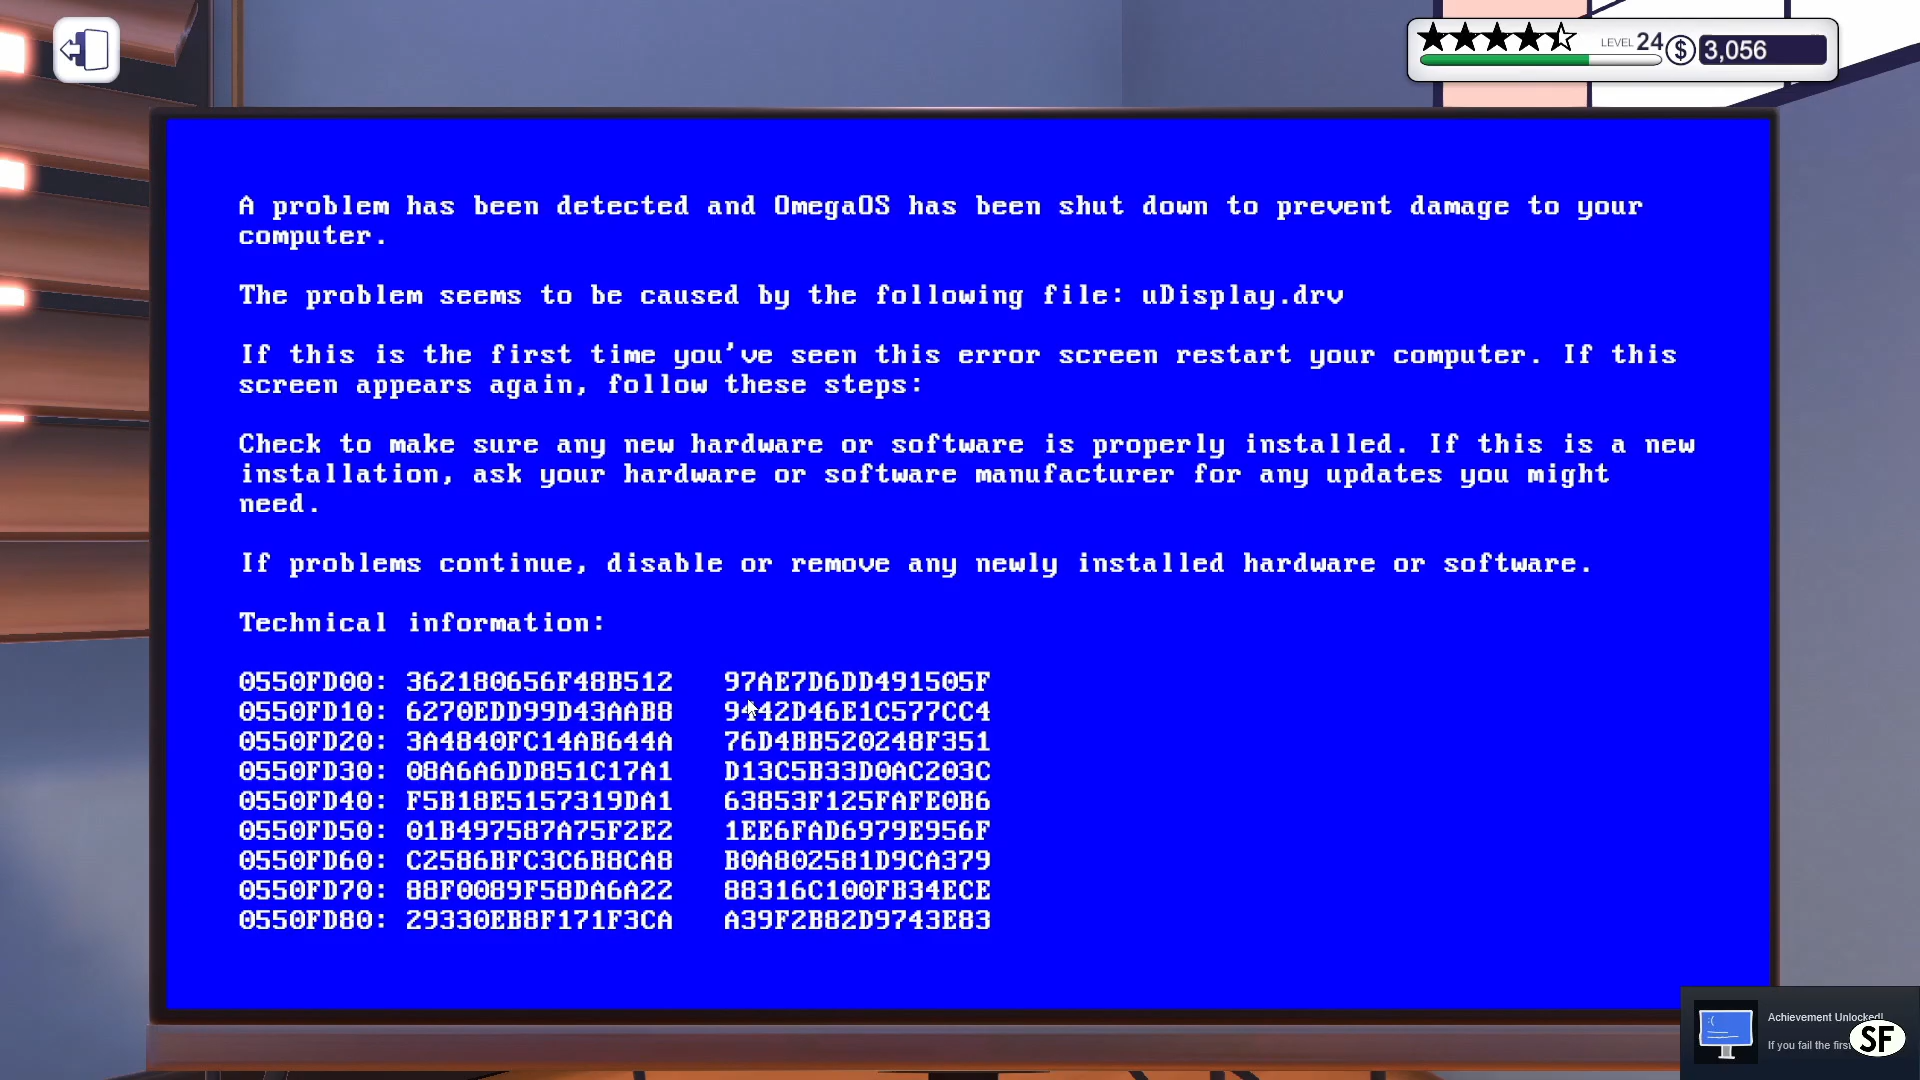 LEVEL 24 $ 3,056
A problem has been detected and OmegaOS has been shut down to prevent damage to your
computer.
The problem seems to be caused by the following file: uDisplay.drv
If this is the first time you've seen this error screen restart your computer. If this
screen appears again, follow these steps:
Check to make sure any new hardware or software is properly installed. If this is a new
installation, ask your hardware or software manufacturer for any updates you might
need.
If problems continue, disable or remove any newly installed hardware or software.
Technical information:
0550FD00: 362180656F48B512 97AE7D6DD491505F
0550FD10: 6270EDD99D43AAB8 9442D46E1C577CC4
0550FD20: 3A4840FC14AB644A 76D4BB520248F351
0550FD30: 08A6A6DD851C17A1 D13C5B33D0AC203C
0550FD40: F5B18E5157319DA1 63853F125FAFE0B6
0550FD50: 01B497587A75F2E2 1EE6FAD6979E956F
0550FD60: C2586BFC3C6B8CA8 B0A802581D9CA379
0550FD70: 88F0089F58DA6A22 88316C100FB34ECE
0550FD80: 29330EB8F171F3CA A39F2B82D9743E83
Achievement Unlocked!
If you fail the first
SF